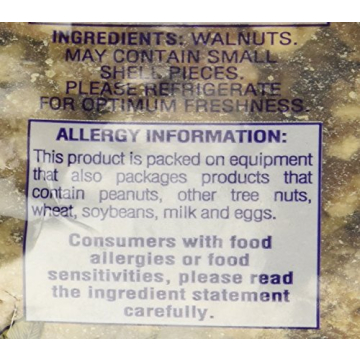 INGREDIENTS: WALNUTS.
MAY CONTAIN SMALL
SHELL PIECES.
PLEASE REFRIGERATE
FOR OPTIMUM FRESHNESS.
ALLERGY INFORMATION:
This product is packed on equipment
that also packages products that
contain peanuts, other tree nuts,
wheat, soybeans, milk and eggs.
Consumers with food
allergies or food
sensitivities, please read
the ingredient statement
carefully.